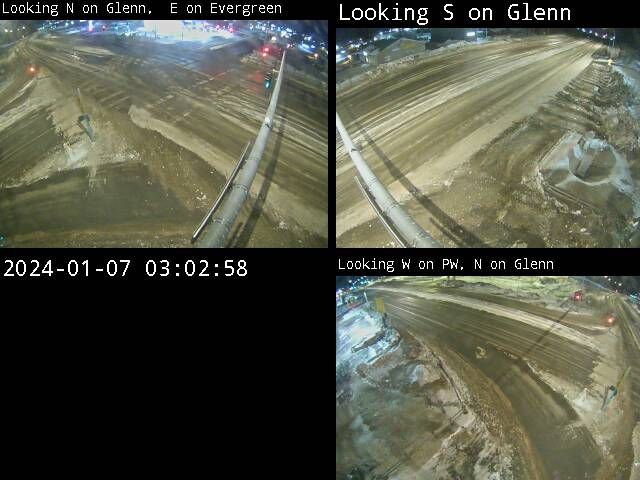 Looking N on Glenn,  E on Evergreen
Looking S on Glenn
2024-01-07 03:02:58
Looking W on PW, N on Glenn